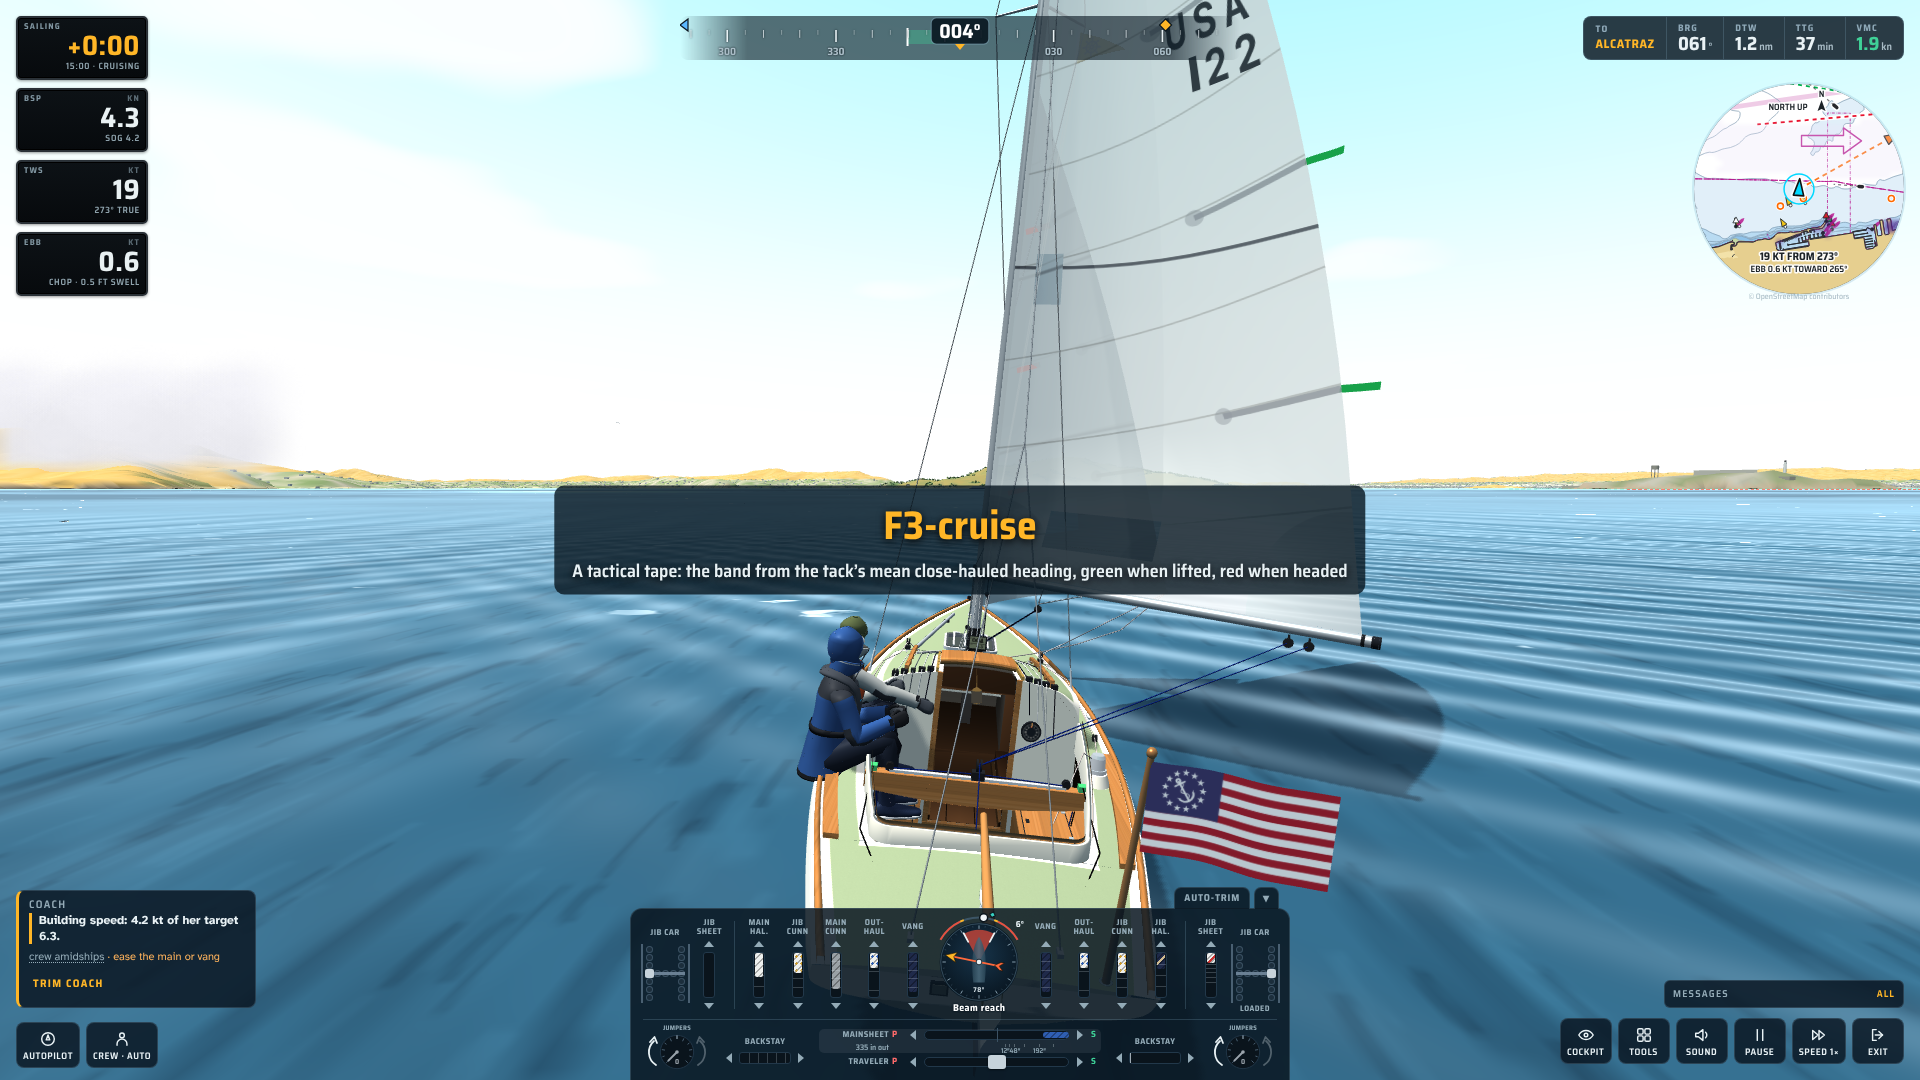 SAILING
+0:00
15:00 · CRUISING
BSP KN
4.3
SOG 4.2
TWS KT
19
273° TRUE
EBB KT
0.6
CHOP · 0.5 FT SWELL
300 330 004° 030 060
USA
122
TO BRG DTW TTG VMC
ALCATRAZ 061° 1.2 nm 37 min 1.9 kn
N
NORTH UP
19 KT FROM 273°
EBB 0.6 KT TOWARD 265°
© OpenStreetMap contributors
F3-cruise
A tactical tape: the band from the tack's mean close-hauled heading, green when lifted, red when headed
COACH
Building speed: 4.2 kt of her target
6.3.
crew amidships · ease the main or vang
TRIM COACH
AUTOPILOT
CREW · AUTO
AUTO-TRIM ▼
JIB CAR
JIB SHEET
MAIN HAL.
JIB CUNN
MAIN CUNN
OUT-HAUL
VANG
6°
78°
Beam reach
VANG
OUT-HAUL
JIB CUNN
JIB HAL.
JIB SHEET
JIB CAR
LOADED
JUMPERS
0
BACKSTAY
MAINSHEET P S
335 in out
12°48" 192"
TRAVELER P S
BACKSTAY
JUMPERS
0
MESSAGES ALL
COCKPIT
TOOLS
SOUND
PAUSE
SPEED 1×
EXIT